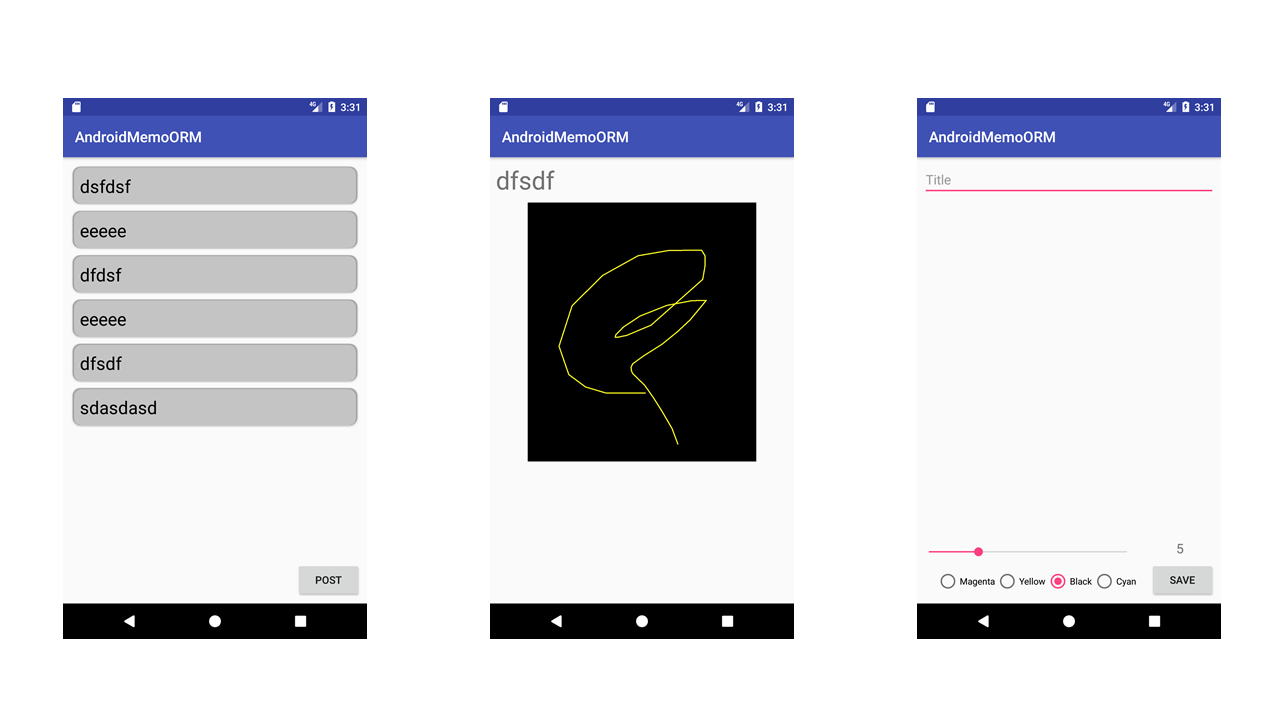 4G 3:31
AndroidMemoORM
dsfdsf
eeeee
dfdsf
eeeee
dfsdf
sdasdasd
POST
4G 3:31
AndroidMemoORM
dfsdf
4G 3:31
AndroidMemoORM
Title
5
Magenta Yellow Black Cyan SAVE